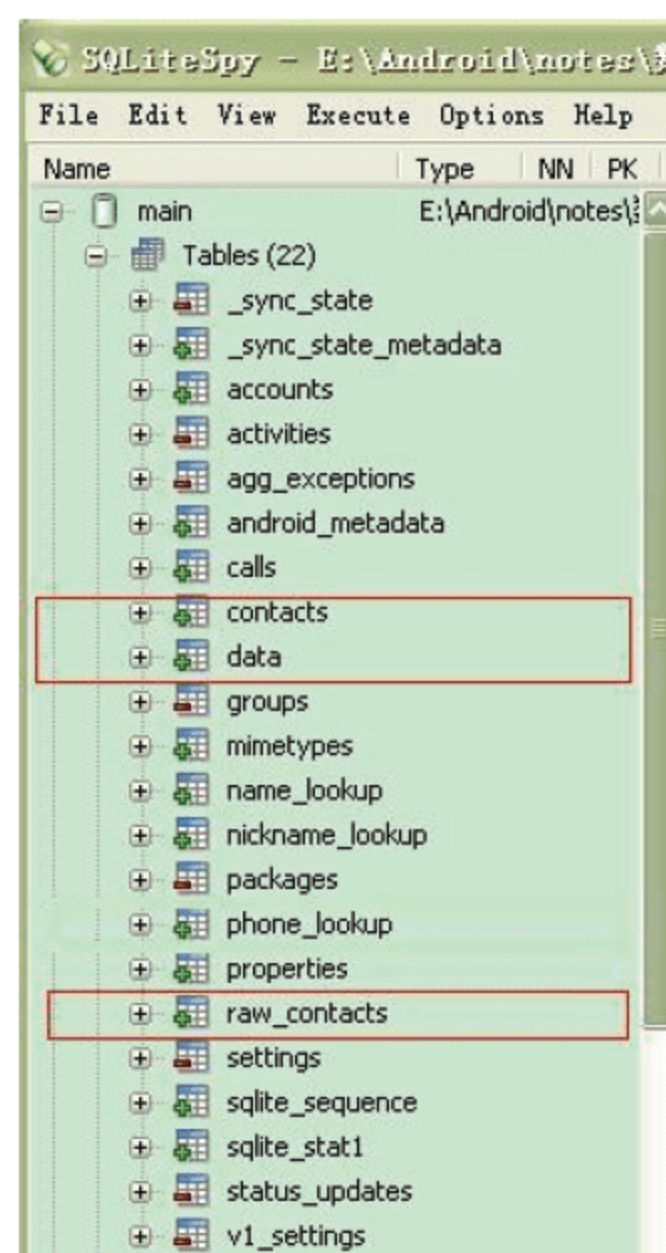 SQLiteSpy - E:\Android\notes\
File Edit View Execute Options Help
Name Type NN PK
main E:\Android\notes\
Tables (22)
_sync_state
_sync_state_metadata
accounts
activities
agg_exceptions
android_metadata
calls
contacts
data
groups
mimetypes
name_lookup
nickname_lookup
packages
phone_lookup
properties
raw_contacts
settings
sqlite_sequence
sqlite_stat1
status_updates
v1_settings